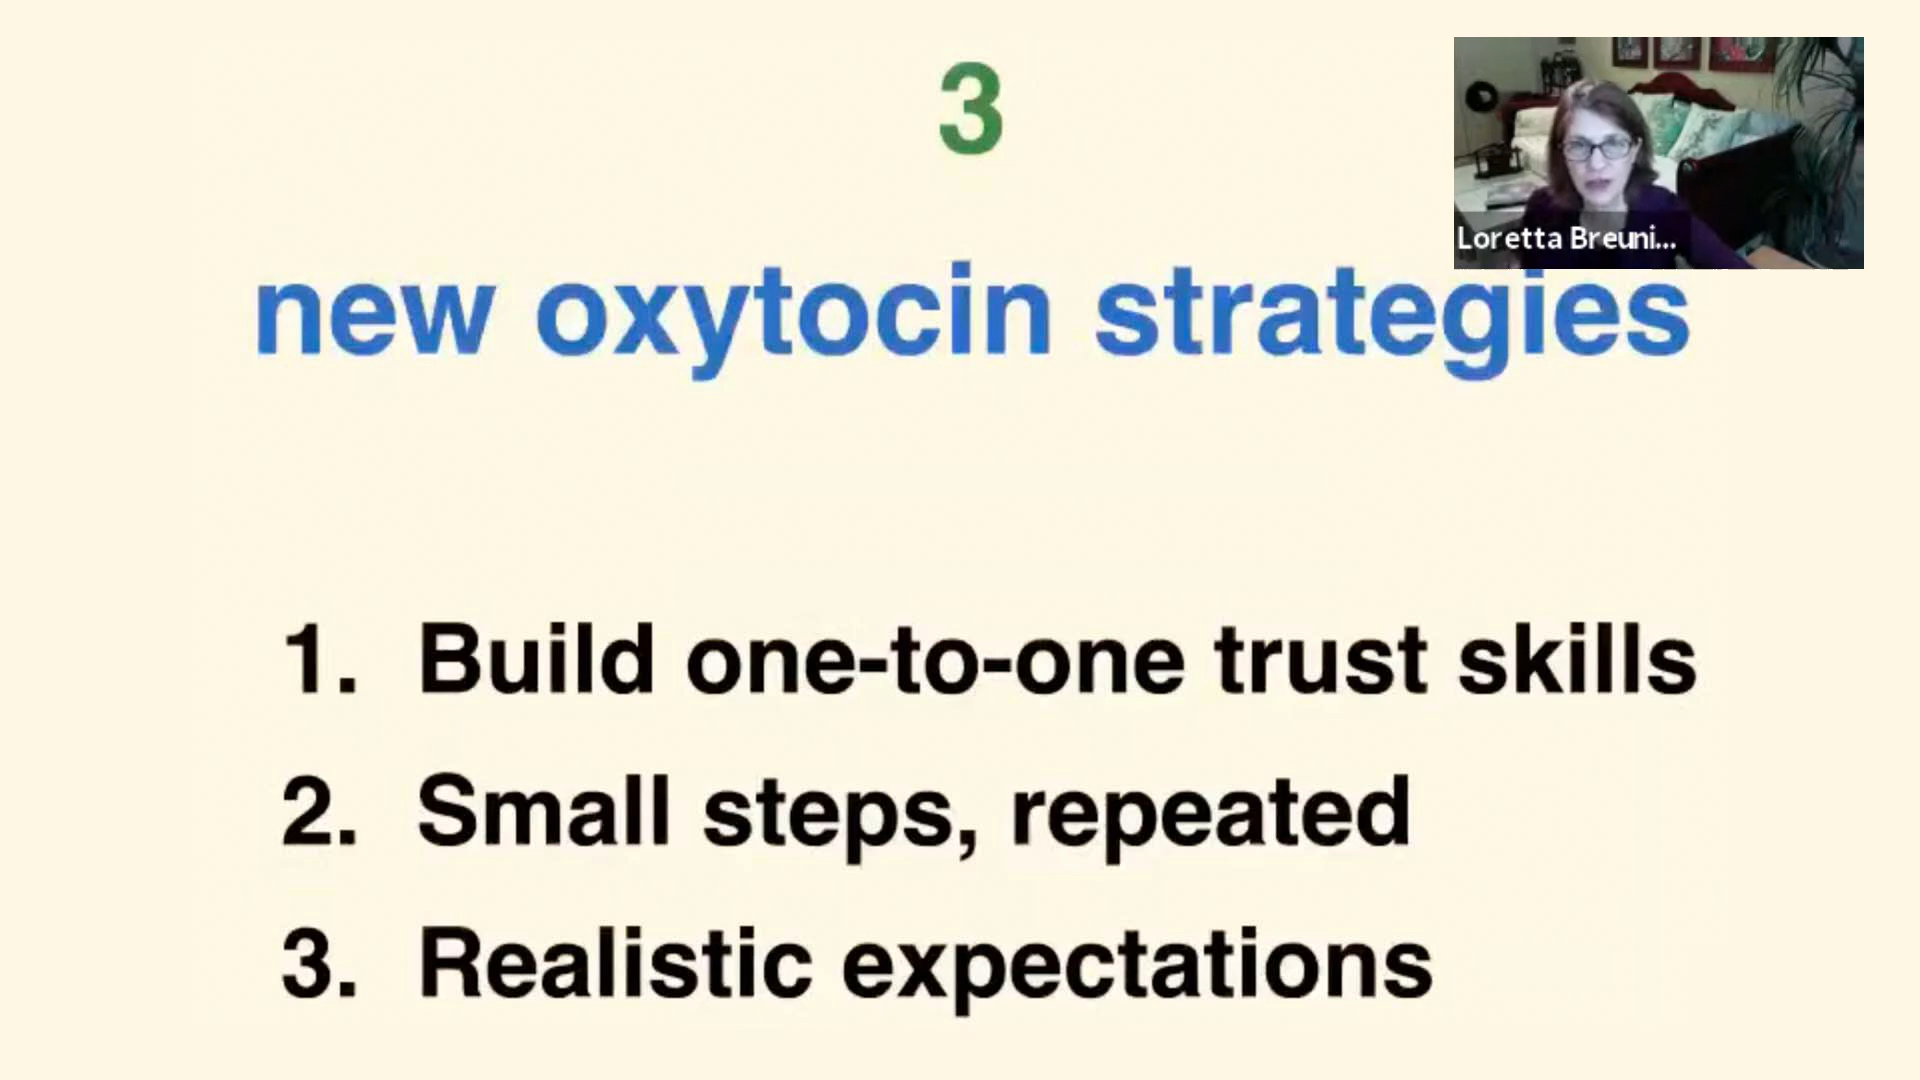 3
new oxytocin strategies
Loretta Breuni...
1. Build one-to-one trust skills
2. Small steps, repeated
3. Realistic expectations